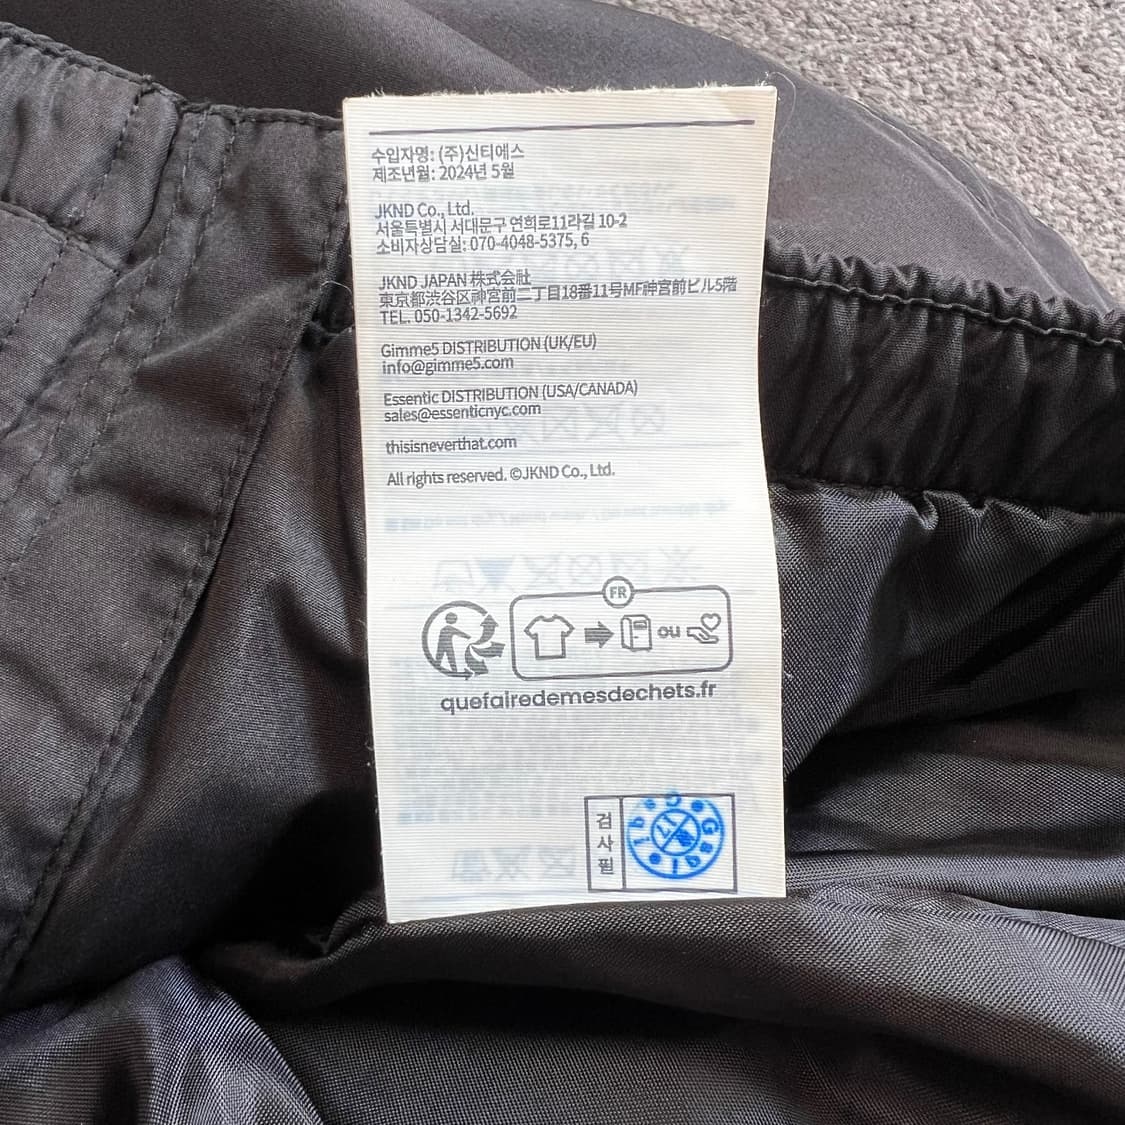 수입자명: (주)신티에스
제조년월: 2024년 5월
JKND Co., Ltd.
서울특별시 서대문구 연희로11라길 10-2
소비자상담실: 070-4048-5375, 6
JKND JAPAN 株式会社
東京都渋谷区神宮前二丁目18番11号MF神宮前ビル5階
TEL. 050-1342-5692
Gimme5 DISTRIBUTION (UK/EU)
info@gimme5.com
Essentic DISTRIBUTION (USA/CANADA)
sales@essenticnyc.com
thisisneverthat.com
All rights reserved. ©JKND Co., Ltd.
FR
ou
quefairedemesdechets.fr
검사필
17